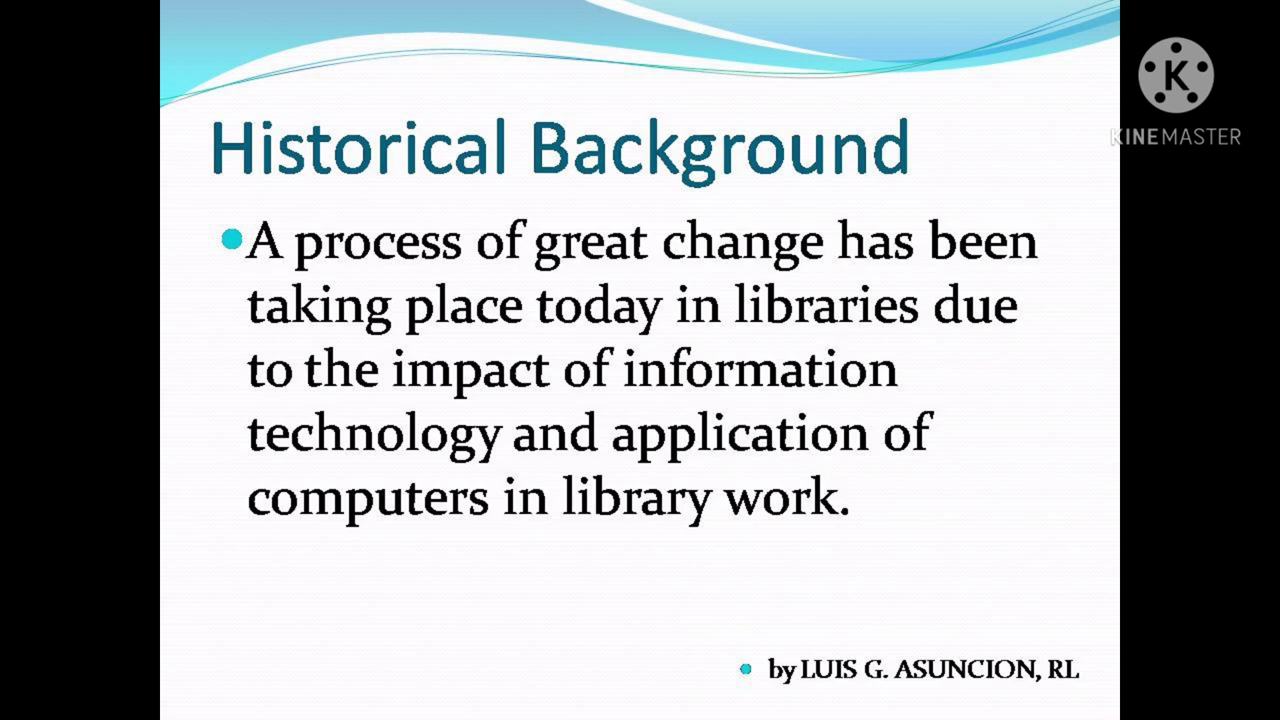 Historical Background
•A process of great change has been
taking place today in libraries due
to the impact of information
technology and application of
computers in library work.
• by LUIS G. ASUNCION, RL
K
KINEMASTER